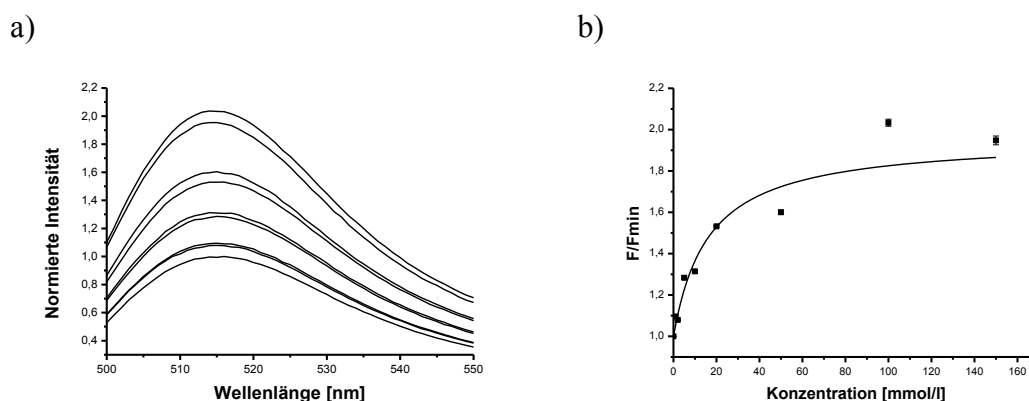 a)
2,2
2,0
1,8
1,6
1,4
1,2
1,0
0,8
0,6
0,4
Normierte Intensität
500 510 520 530 540 550
Wellenlänge [nm]
b)
2,2
2,0
1,8
1,6
1,4
1,2
1,0
F/Fmin
0 20 40 60 80 100 120 140 160
Konzentration [mmol/l]